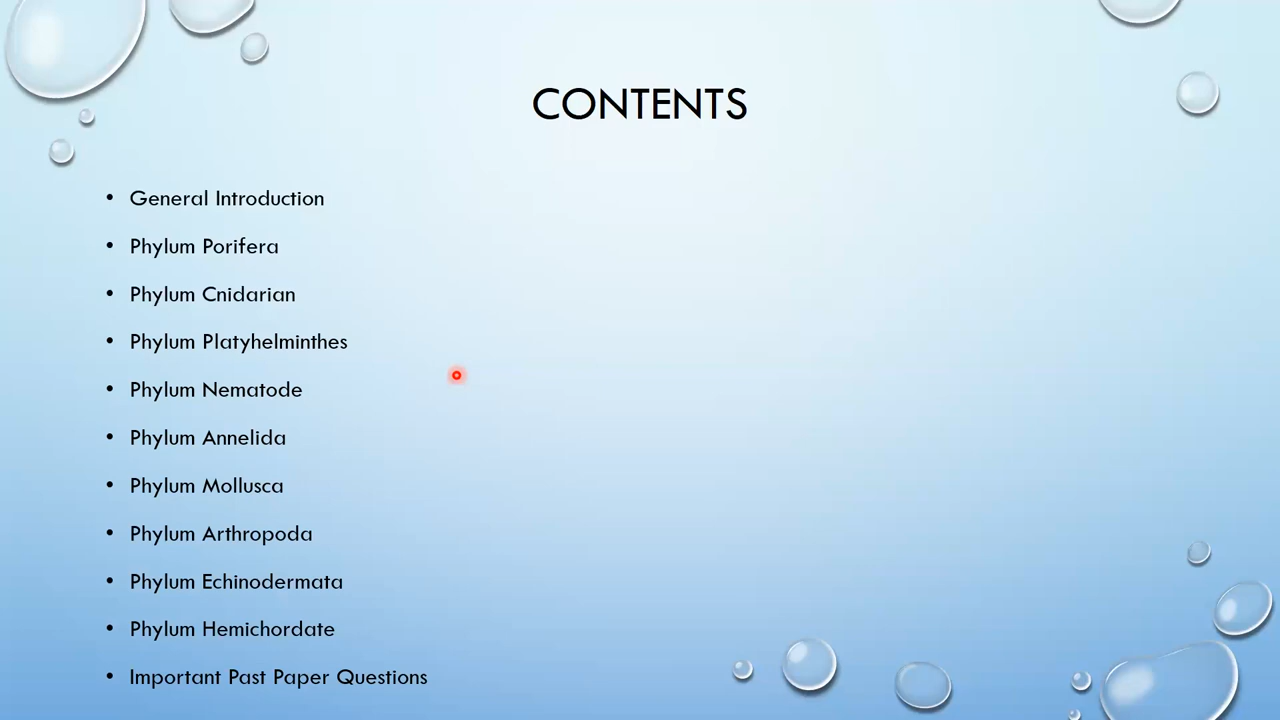 CONTENTS
• General Introduction
• Phylum Porifera
• Phylum Cnidarian
• Phylum Platyhelminthes
• Phylum Nematode
• Phylum Annelida
• Phylum Mollusca
• Phylum Arthropoda
• Phylum Echinodermata
• Phylum Hemichordate
• Important Past Paper Questions